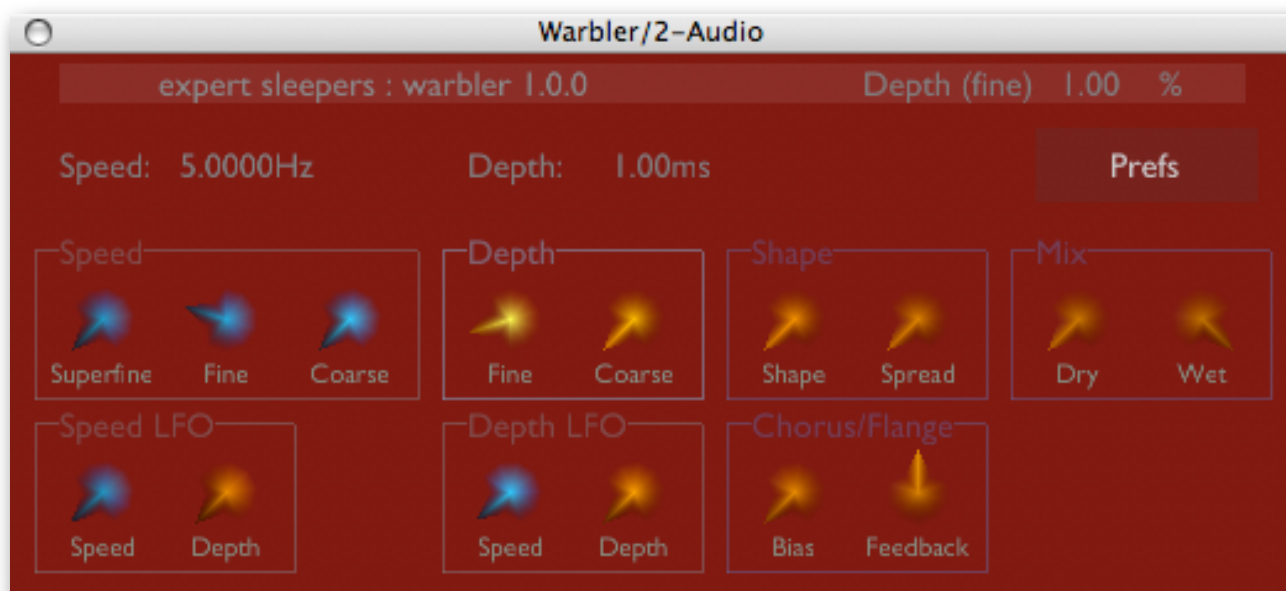 Warbler/2-Audio
expert sleepers : warbler 1.0.0 Depth (fine) 1.00 %
Speed: 5.0000Hz Depth: 1.00ms Prefs
Speed Depth Shape Mix
Superfine Fine Coarse Fine Coarse Shape Spread Dry Wet
Speed LFO Depth LFO Chorus/Flange
Speed Depth Speed Depth Bias Feedback